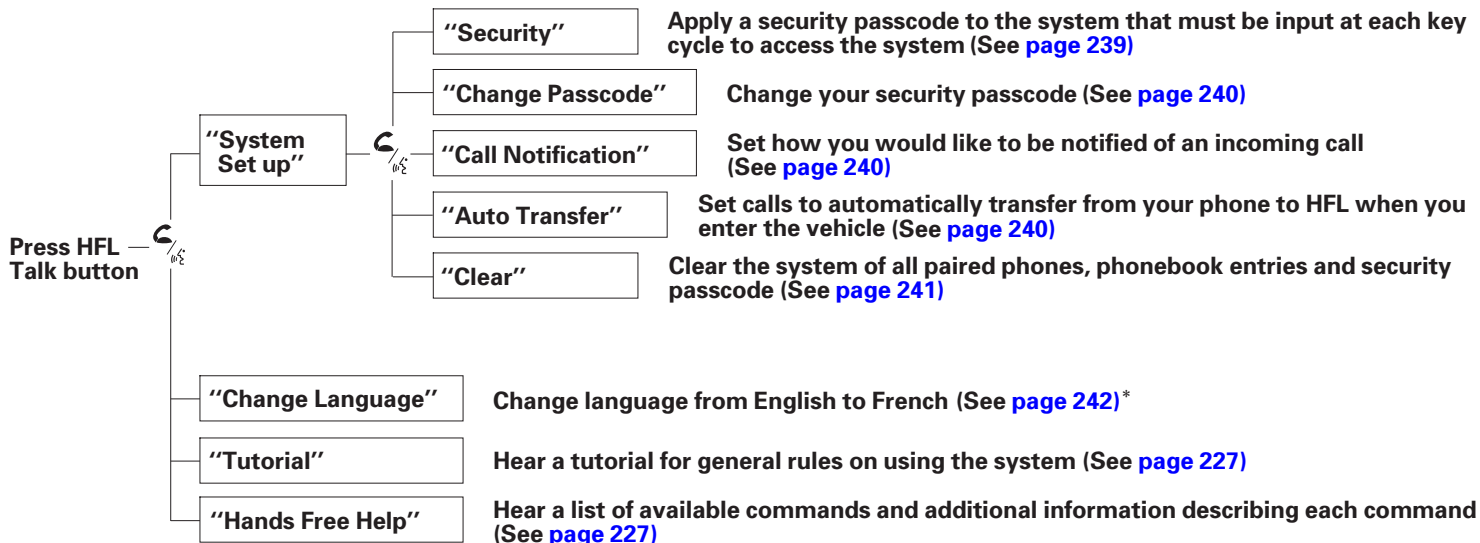 "Security"
Apply a security passcode to the system that must be input at each key
cycle to access the system (See page 239)
"Change Passcode"
Change your security passcode (See page 240)
"System
Set up"
"Call Notification"
Set how you would like to be notified of an incoming call
(See page 240)
"Auto Transfer"
Set calls to automatically transfer from your phone to HFL when you
enter the vehicle (See page 240)
Press HFL
Talk button
"Clear"
Clear the system of all paired phones, phonebook entries and security
passcode (See page 241)
"Change Language"
Change language from English to French (See page 242)*
"Tutorial"
Hear a tutorial for general rules on using the system (See page 227)
"Hands Free Help"
Hear a list of available commands and additional information describing each command
(See page 227)